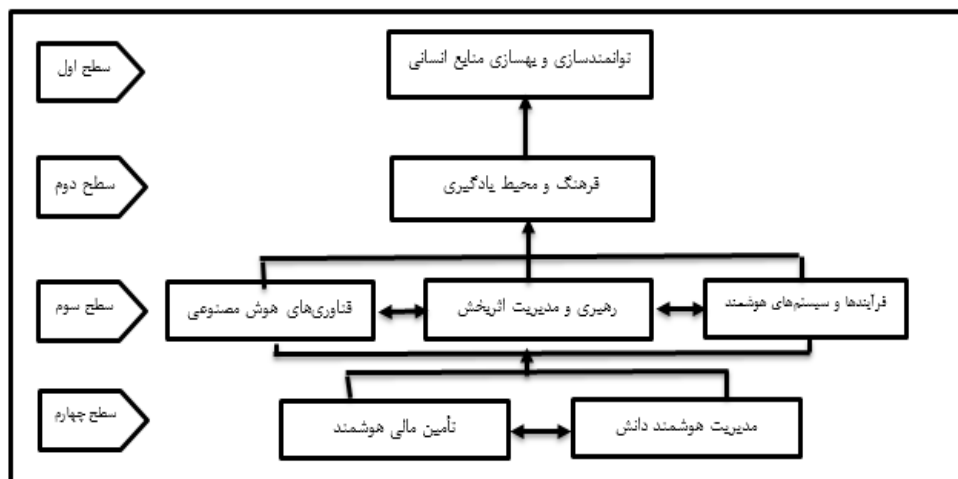 سطح اول
توانمندسازی و بهسازی منابع انسانی
سطح دوم
فرهنگ و محیط یادگیری
سطح سوم
فرآیندها و سیستم‌های هوشمند
رهبری و مدیریت اثربخش
فناوری‌های هوش مصنوعی
سطح چهارم
مدیریت هوشمند دانش
تأمین مالی هوشمند